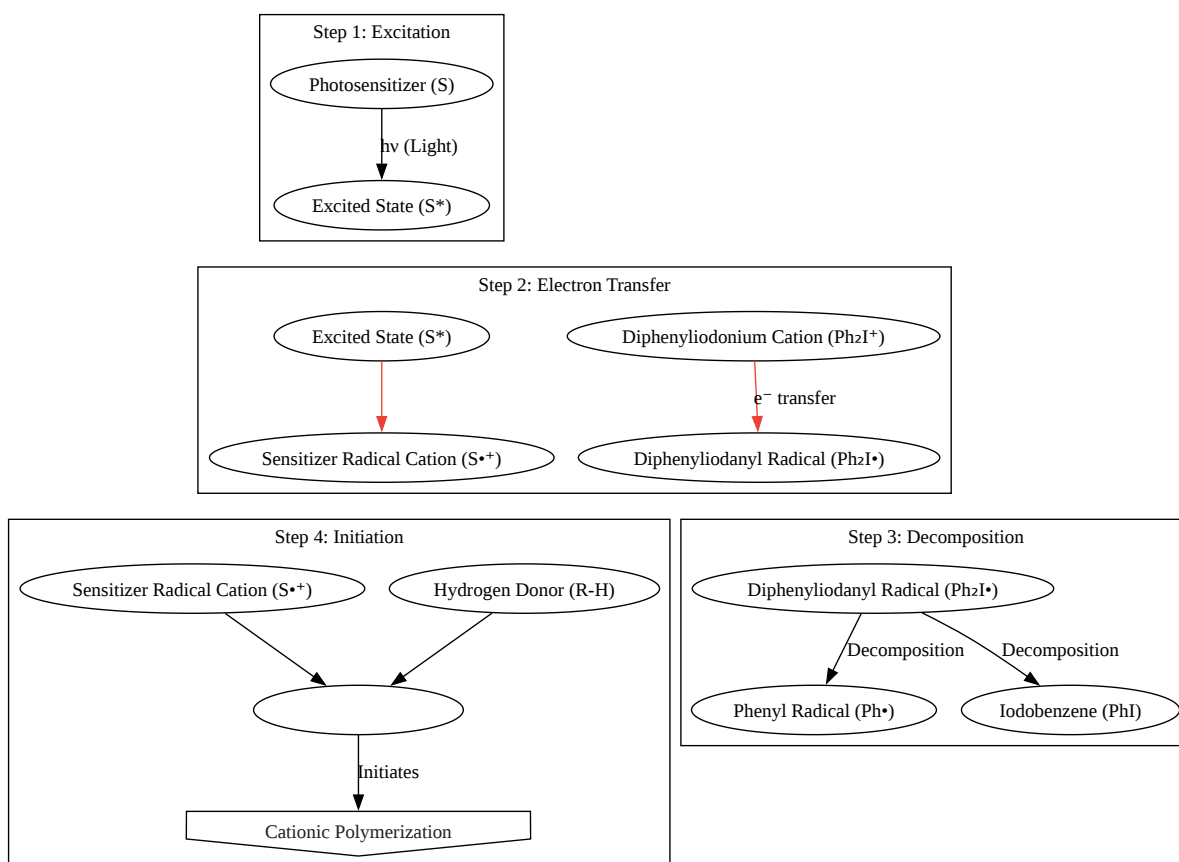 Step 1: Excitation
Photosensitizer (S)
hν (Light)
Excited State (S*)
Step 2: Electron Transfer
Excited State (S*)
Diphenyliodonium Cation (Ph₂I⁺)
e⁻ transfer
Sensitizer Radical Cation (S•⁺)
Diphenyliodanyl Radical (Ph₂I•)
Step 4: Initiation
Sensitizer Radical Cation (S•⁺)
Hydrogen Donor (R-H)
Initiates
Cationic Polymerization
Step 3: Decomposition
Diphenyliodanyl Radical (Ph₂I•)
Decomposition
Decomposition
Phenyl Radical (Ph•)
Iodobenzene (PhI)